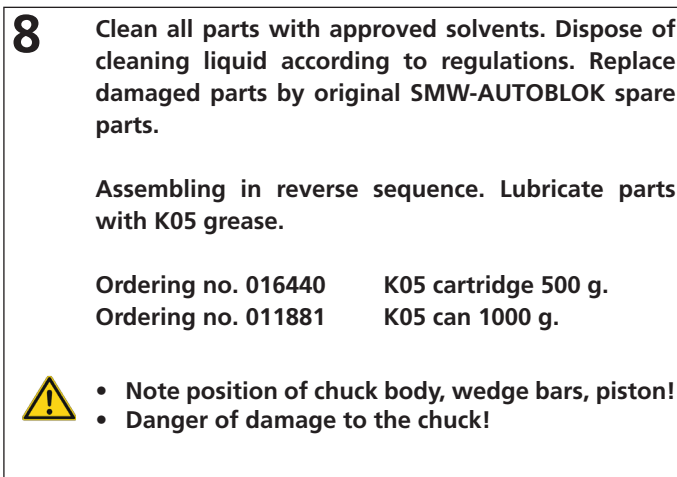 8
Clean all parts with approved solvents. Dispose of
cleaning liquid according to regulations. Replace
damaged parts by original SMW-AUTOBLOK spare
parts.
Assembling in reverse sequence. Lubricate parts
with K05 grease.
Ordering no. 016440 K05 cartridge 500 g.
Ordering no. 011881 K05 can 1000 g.
• Note position of chuck body, wedge bars, piston!
• Danger of damage to the chuck!